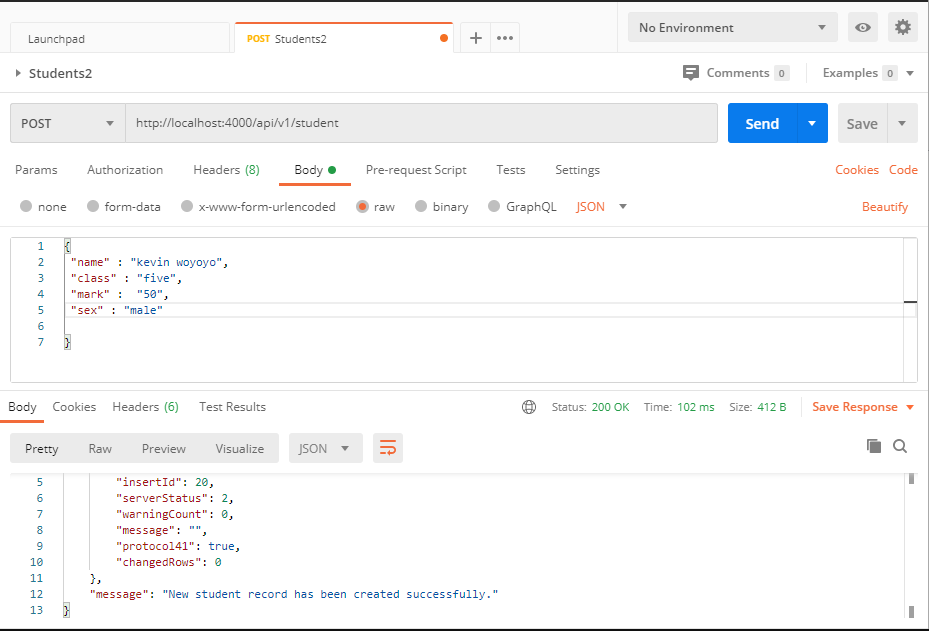 Launchpad
POST Students2
No Environment
Students2
Comments 0
Examples 0
POST
http://localhost:4000/api/v1/student
Send
Save
Params Authorization Headers (8) Body Pre-request Script Tests Settings
Cookies Code
none form-data x-www-form-urlencoded raw binary GraphQL JSON
Beautify
1 {
2 "name" : "kevin woyoyo",
3 "class" : "five",
4 "mark" :  "50",
5 "sex" : "male"
6
7 }
Body Cookies Headers (6) Test Results
Status: 200 OK Time: 102 ms Size: 412 B
Save Response
Pretty Raw Preview Visualize JSON
5 "insertId": 20,
6 "serverStatus": 2,
7 "warningCount": 0,
8 "message": "",
9 "protocol41": true,
10 "changedRows": 0
11 },
12 "message": "New student record has been created successfully."
13 }